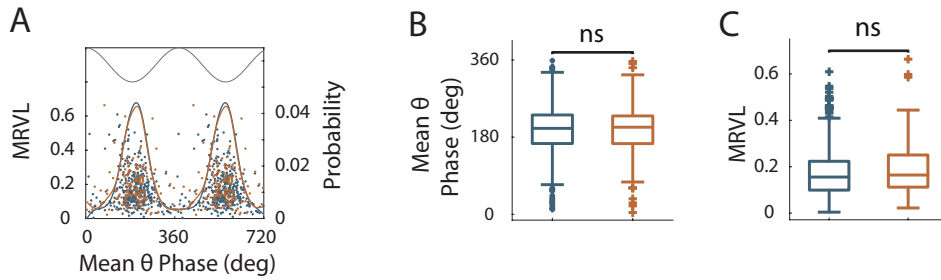 A
MRVL
0.6
0.4
0.2
0
0.04
0.02
0
Probability
0
360
720
Mean θ Phase (deg)
B
ns
Mean θ
Phase (deg)
360
180
0
C
ns
MRVL
0.6
0.4
0.2
0